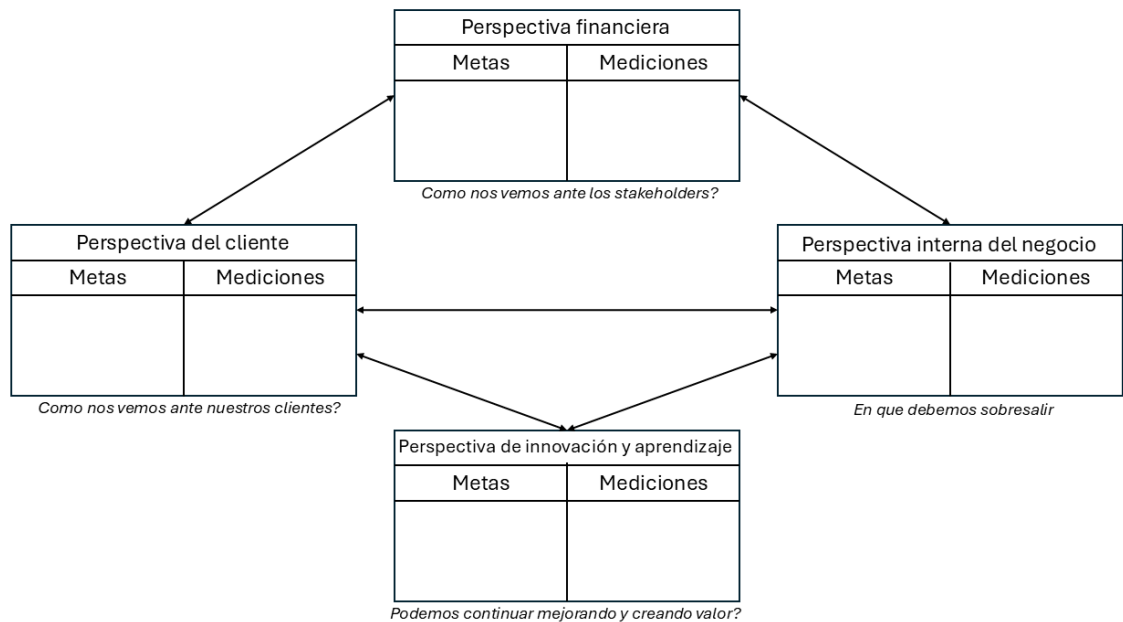 Perspectiva financiera
Metas Mediciones
Como nos vemos ante los stakeholders?
Perspectiva del cliente
Metas Mediciones
Como nos vemos ante nuestros clientes?
Perspectiva interna del negocio
Metas Mediciones
En que debemos sobresalir
Perspectiva de innovación y aprendizaje
Metas Mediciones
Podemos continuar mejorando y creando valor?